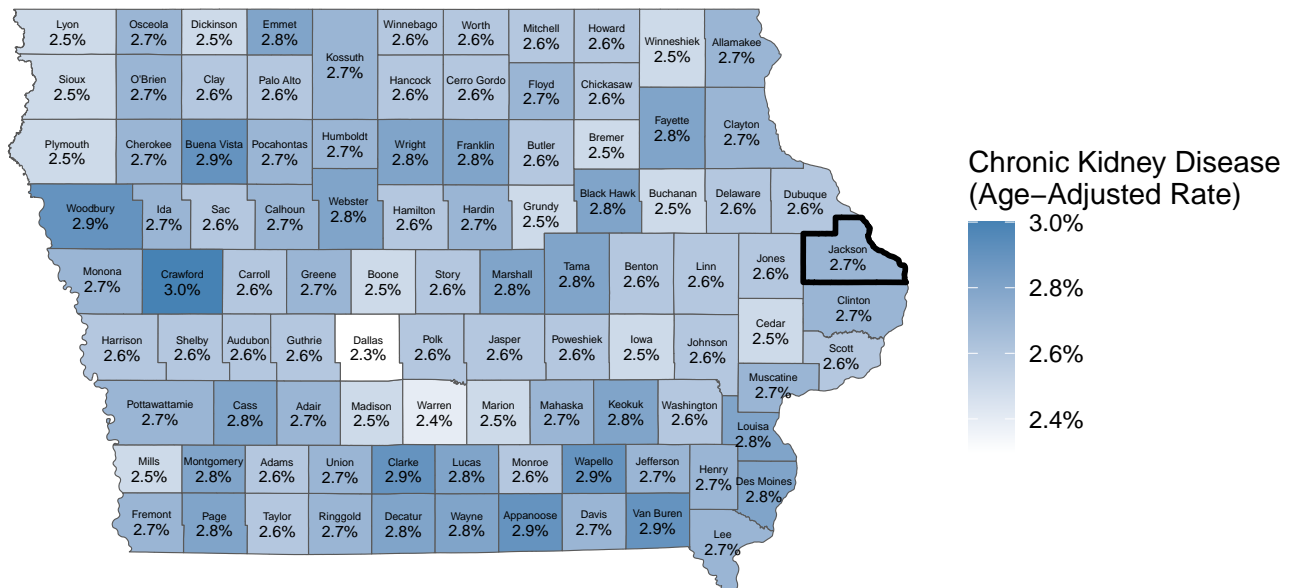 Lyon
2.5%
Osceola
2.7%
Dickinson
2.5%
Emmet
2.8%
Kossuth
2.7%
Winnebago
2.6%
Worth
2.6%
Mitchell
2.6%
Howard
2.6%
Winneshiek
2.5%
Allamakee
2.7%
Sioux
2.5%
O'Brien
2.7%
Clay
2.6%
Palo Alto
2.6%
Hancock
2.6%
Cerro Gordo
2.6%
Floyd
2.7%
Chickasaw
2.6%
Fayette
2.8%
Clayton
2.7%
Plymouth
2.5%
Cherokee
2.7%
Buena Vista
2.9%
Pocahontas
2.7%
Humboldt
2.7%
Wright
2.8%
Franklin
2.8%
Butler
2.6%
Bremer
2.5%
Woodbury
2.9%
Ida
2.7%
Sac
2.6%
Calhoun
2.7%
Webster
2.8%
Hamilton
2.6%
Hardin
2.7%
Grundy
2.5%
Black Hawk
2.8%
Buchanan
2.5%
Delaware
2.6%
Dubuque
2.6%
Monona
2.7%
Crawford
3.0%
Carroll
2.6%
Greene
2.7%
Boone
2.5%
Story
2.6%
Marshall
2.8%
Tama
2.8%
Benton
2.6%
Linn
2.6%
Jones
2.6%
Jackson
2.7%
Clinton
2.7%
Harrison
2.6%
Shelby
2.6%
Audubon
2.6%
Guthrie
2.6%
Dallas
2.3%
Polk
2.6%
Jasper
2.6%
Poweshiek
2.6%
Iowa
2.5%
Johnson
2.6%
Cedar
2.5%
Scott
2.6%
Muscatine
2.7%
Pottawattamie
2.7%
Cass
2.8%
Adair
2.7%
Madison
2.5%
Warren
2.4%
Marion
2.5%
Mahaska
2.7%
Keokuk
2.8%
Washington
2.6%
Louisa
2.8%
Mills
2.5%
Montgomery
2.8%
Adams
2.6%
Union
2.7%
Clarke
2.9%
Lucas
2.8%
Monroe
2.6%
Wapello
2.9%
Jefferson
2.7%
Henry
2.7%
Des Moines
2.8%
Fremont
2.7%
Page
2.8%
Taylor
2.6%
Ringgold
2.7%
Decatur
2.8%
Wayne
2.8%
Appanoose
2.9%
Davis
2.7%
Van Buren
2.9%
Lee
2.7%
Chronic Kidney Disease
(Age−Adjusted Rate)
3.0%
2.8%
2.6%
2.4%